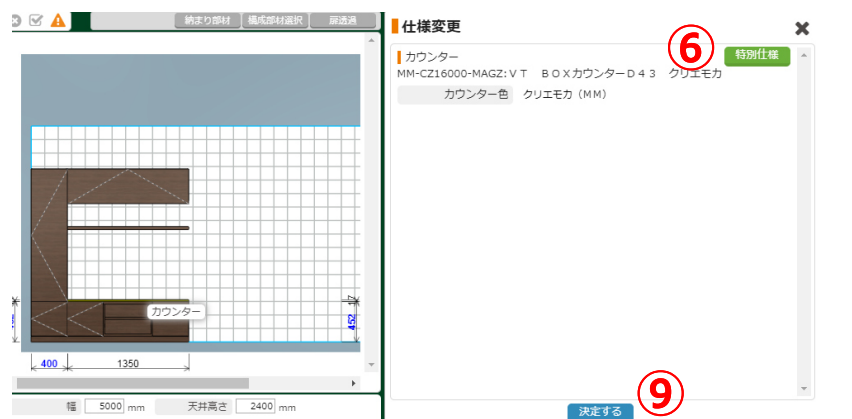 納まり部材 構成部材選択 扉透過
カウンター
17
452
400 1350
幅 5000 mm 天井高さ 2400 mm
仕様変更
⑥ 特別仕様
カウンター
MM-CZ16000-MAGZ:ＶＴ　ＢＯＸカウンターＤ４３　クリエモカ
カウンター色 クリエモカ（ＭＭ）
⑨
決定する